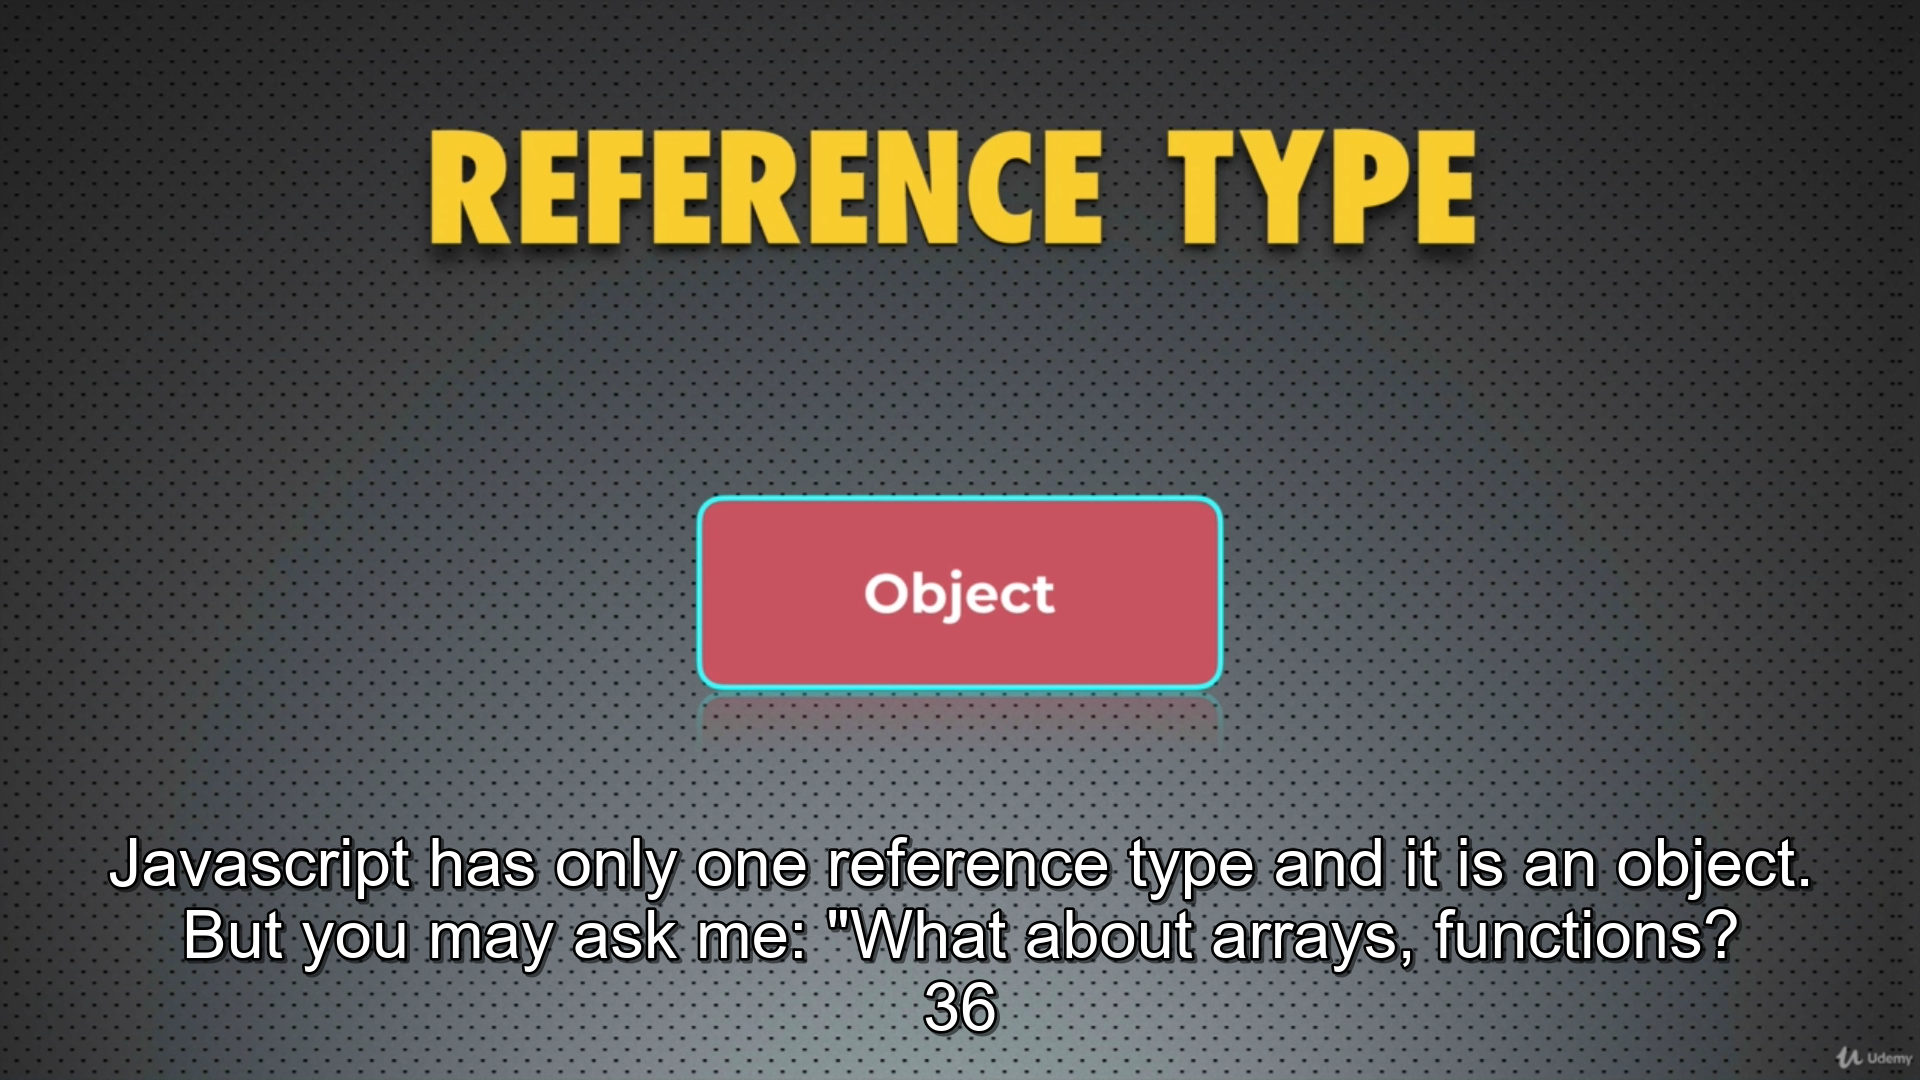 REFERENCE TYPE
Object
Javascript has only one reference type and it is an object.
But you may ask me: "What about arrays, functions?
36
Udemy